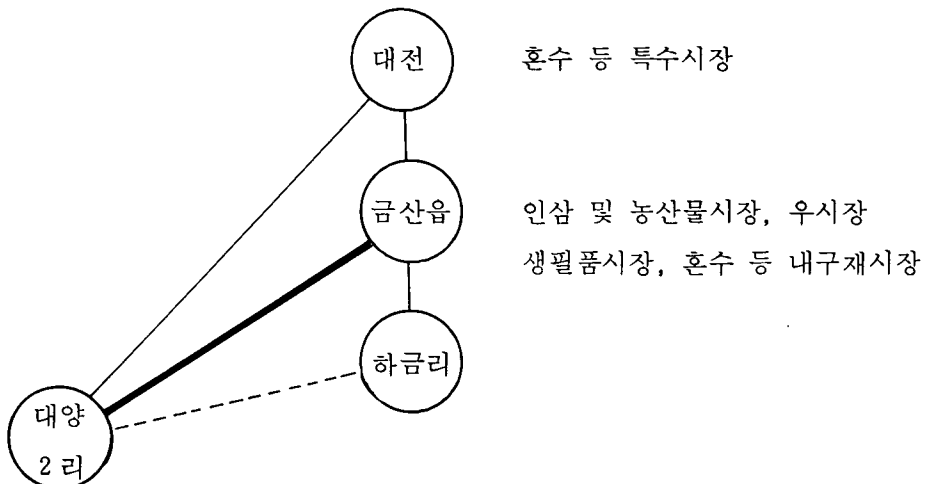 대전
혼수 등 특수시장
금산읍
인삼 및 농산물시장, 우시장
생필품시장, 혼수 등 내구재시장
하금리
대양
2리